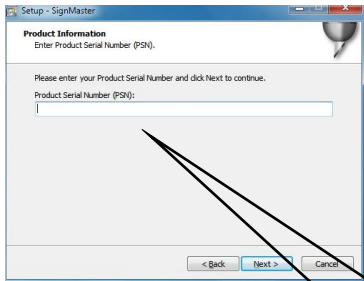 Setup - SignMaster
Product Information
Enter Product Serial Number (PSN).
Please enter your Product Serial Number and click Next to continue.
Product Serial Number (PSN):
< Back Next > Cancel